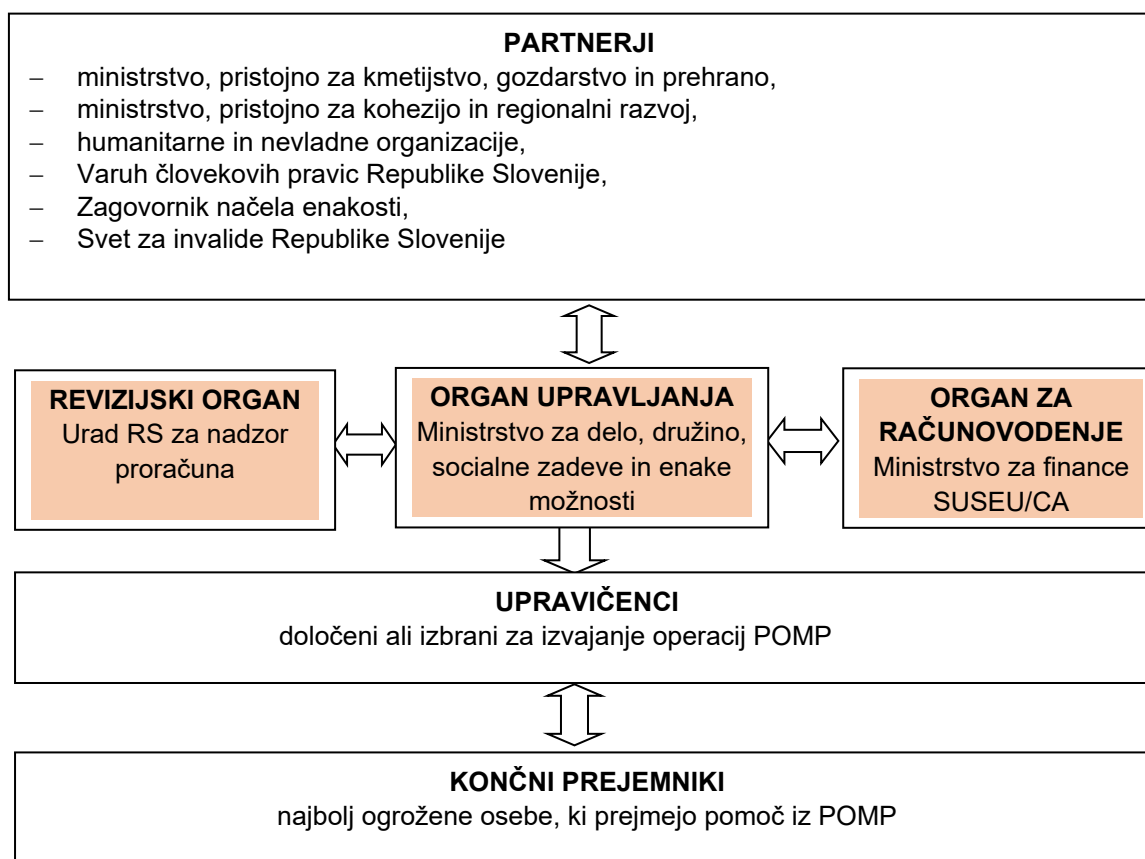 PARTNERJI
– ministrstvo, pristojno za kmetijstvo, gozdarstvo in prehrano,
– ministrstvo, pristojno za kohezijo in regionalni razvoj,
– humanitarne in nevladne organizacije,
– Varuh človekovih pravic Republike Slovenije,
– Zagovornik načela enakosti,
– Svet za invalide Republike Slovenije
REVIZIJSKI ORGAN
Urad RS za nadzor
proračuna
ORGAN UPRAVLJANJA
Ministrstvo za delo, družino,
socialne zadeve in enake
možnosti
ORGAN ZA
RAČUNOVODENJE
Ministrstvo za finance
SUSEU/CA
UPRAVIČENCI
določeni ali izbrani za izvajanje operacij POMP
KONČNI PREJEMNIKI
najbolj ogrožene osebe, ki prejmejo pomoč iz POMP